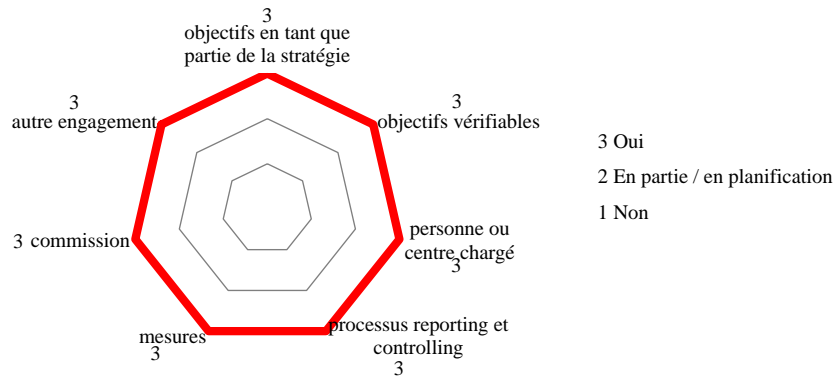 3
objectifs en tant que
partie de la stratégie
3
autre engagement
3
objectifs vérifiables
3 Oui
2 En partie / en planification
1 Non
3 commission
personne ou
centre chargé
3
mesures
3
processus reporting et
controlling
3